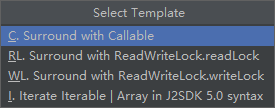 Select Template
C. Surround with Callable
RL. Surround with ReadWriteLock.readLock
WL. Surround with ReadWriteLock.writeLock
I. Iterate Iterable | Array in J2SDK 5.0 syntax